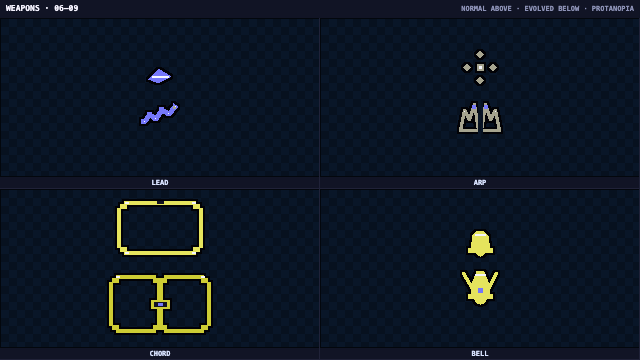 WEAPONS · 06–09
NORMAL ABOVE · EVOLVED BELOW · PROTANOPIA
LEAD
ARP
CHORD
BELL